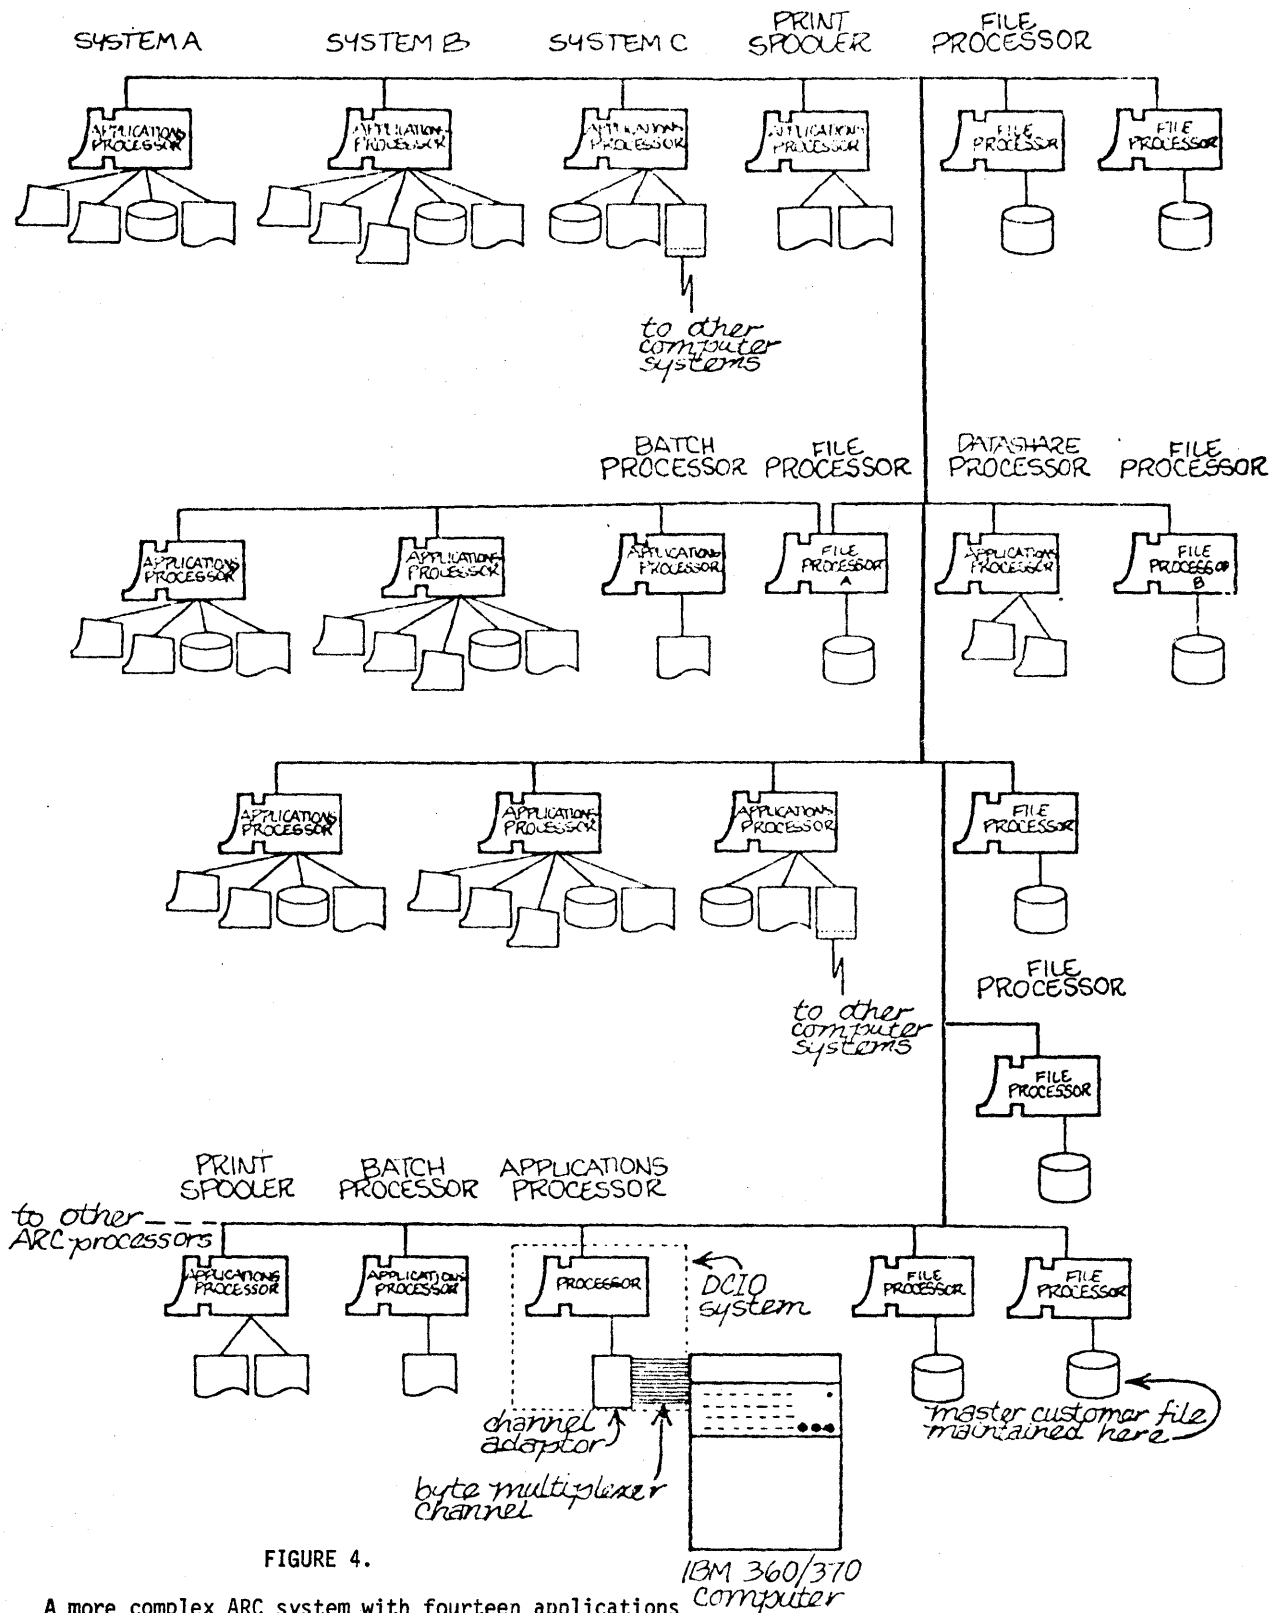 SYSTEM A
SYSTEM B
SYSTEM C
PRINT
SPOOLER
FILE
PROCESSOR
APPLICATIONS
PROCESSOR
APPLICATIONS
PROCESSOR
APPLICATIONS
PROCESSOR
APPLICATIONS
PROCESSOR
FILE
PROCESSOR
FILE
PROCESSOR
to other
computer
systems
BATCH
PROCESSOR
FILE
PROCESSOR
DATASHARE
PROCESSOR
FILE
PROCESSOR
APPLICATIONS
PROCESSOR
APPLICATIONS
PROCESSOR
APPLICATIONS
PROCESSOR
FILE
PROCESSOR
A
APPLICATIONS
PROCESSOR
FILE
PROCESSOR
B
APPLICATIONS
PROCESSOR
APPLICATIONS
PROCESSOR
APPLICATIONS
PROCESSOR
FILE
PROCESSOR
to other
computer
systems
FILE
PROCESSOR
FILE
PROCESSOR
PRINT
SPOOLER
BATCH
PROCESSOR
APPLICATIONS
PROCESSOR
to other
ARC processors
APPLICATIONS
PROCESSOR
APPLICATIONS
PROCESSOR
PROCESSOR
DCIO
system
FILE
PROCESSOR
FILE
PROCESSOR
channel
adaptor
byte multiplexer
channel
master customer file
maintained here
IBM 360/370
computer
FIGURE 4.
A more complex ARC system with fourteen applications